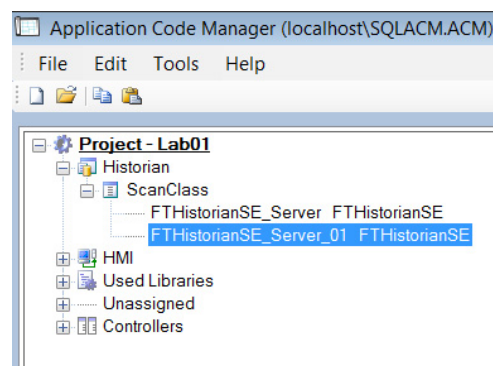 Application Code Manager (localhost\SQLACM.ACM)
File Edit Tools Help
Project - Lab01
Historian
ScanClass
FTHistorianSE_Server FTHistorianSE
FTHistorianSE_Server_01 FTHistorianSE
HMI
Used Libraries
Unassigned
Controllers